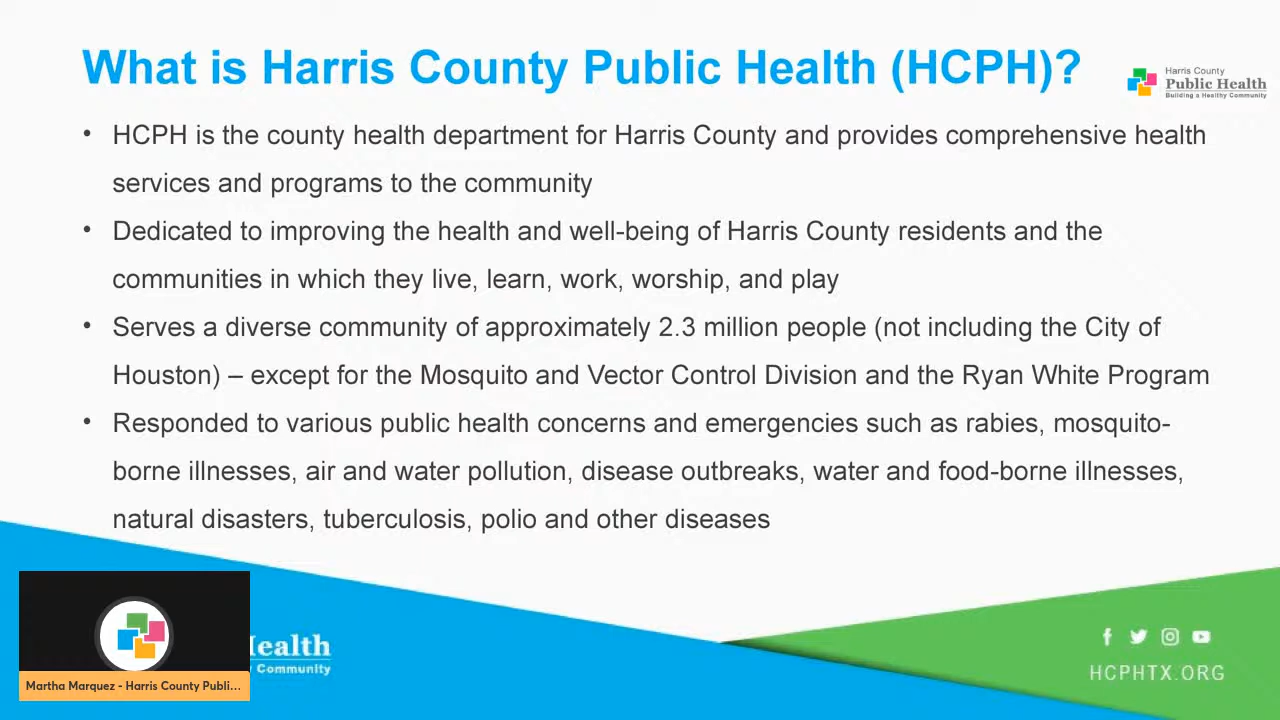 What is Harris County Public Health (HCPH)?
Harris County
Public Health
Building a Healthy Community
• HCPH is the county health department for Harris County and provides comprehensive health
services and programs to the community
• Dedicated to improving the health and well-being of Harris County residents and the
communities in which they live, learn, work, worship, and play
• Serves a diverse community of approximately 2.3 million people (not including the City of
Houston) – except for the Mosquito and Vector Control Division and the Ryan White Program
• Responded to various public health concerns and emergencies such as rabies, mosquito-
borne illnesses, air and water pollution, disease outbreaks, water and food-borne illnesses,
natural disasters, tuberculosis, polio and other diseases
Health
Community
Martha Marquez - Harris County Publi...
HCPHTX.ORG